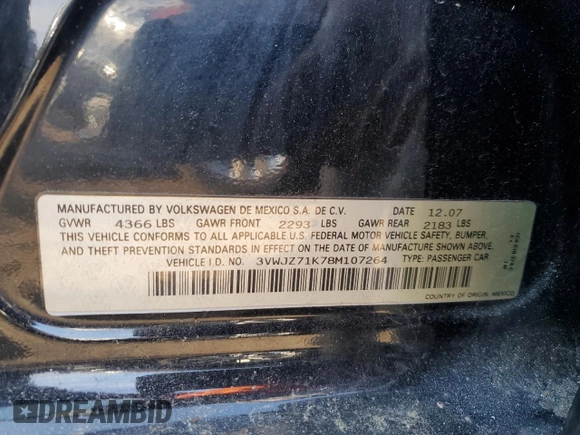 MANUFACTURED BY VOLKSWAGEN DE MEXICO S.A. DE C.V. DATE 12.07
GVWR 4366 LBS GAWR FRONT 2293 LBS GAWR REAR 2183 LBS
THIS VEHICLE CONFORMS TO ALL APPLICABLE U.S. FEDERAL MOTOR VEHICLE SAFETY, BUMPER,
AND THEFT PREVENTION STANDARDS IN EFFECT ON THE DATE OF MANUFACTURE SHOWN ABOVE.
VEHICLE I.D. NO. 3VWJZ71K78M107264 TYPE: PASSENGER CAR
COUNTRY OF ORIGIN: MEXICO
DREAMBID